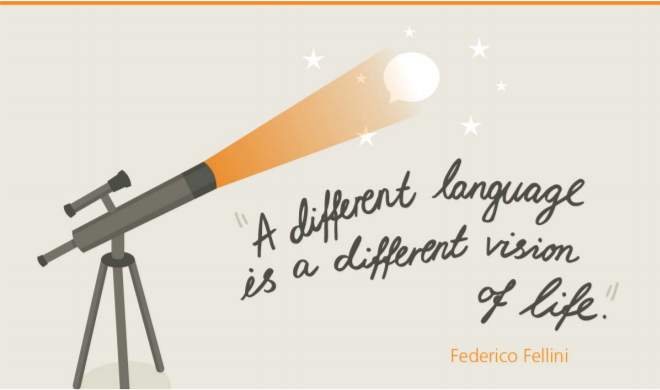 "A different language
is a different vision
of life."
Federico Fellini